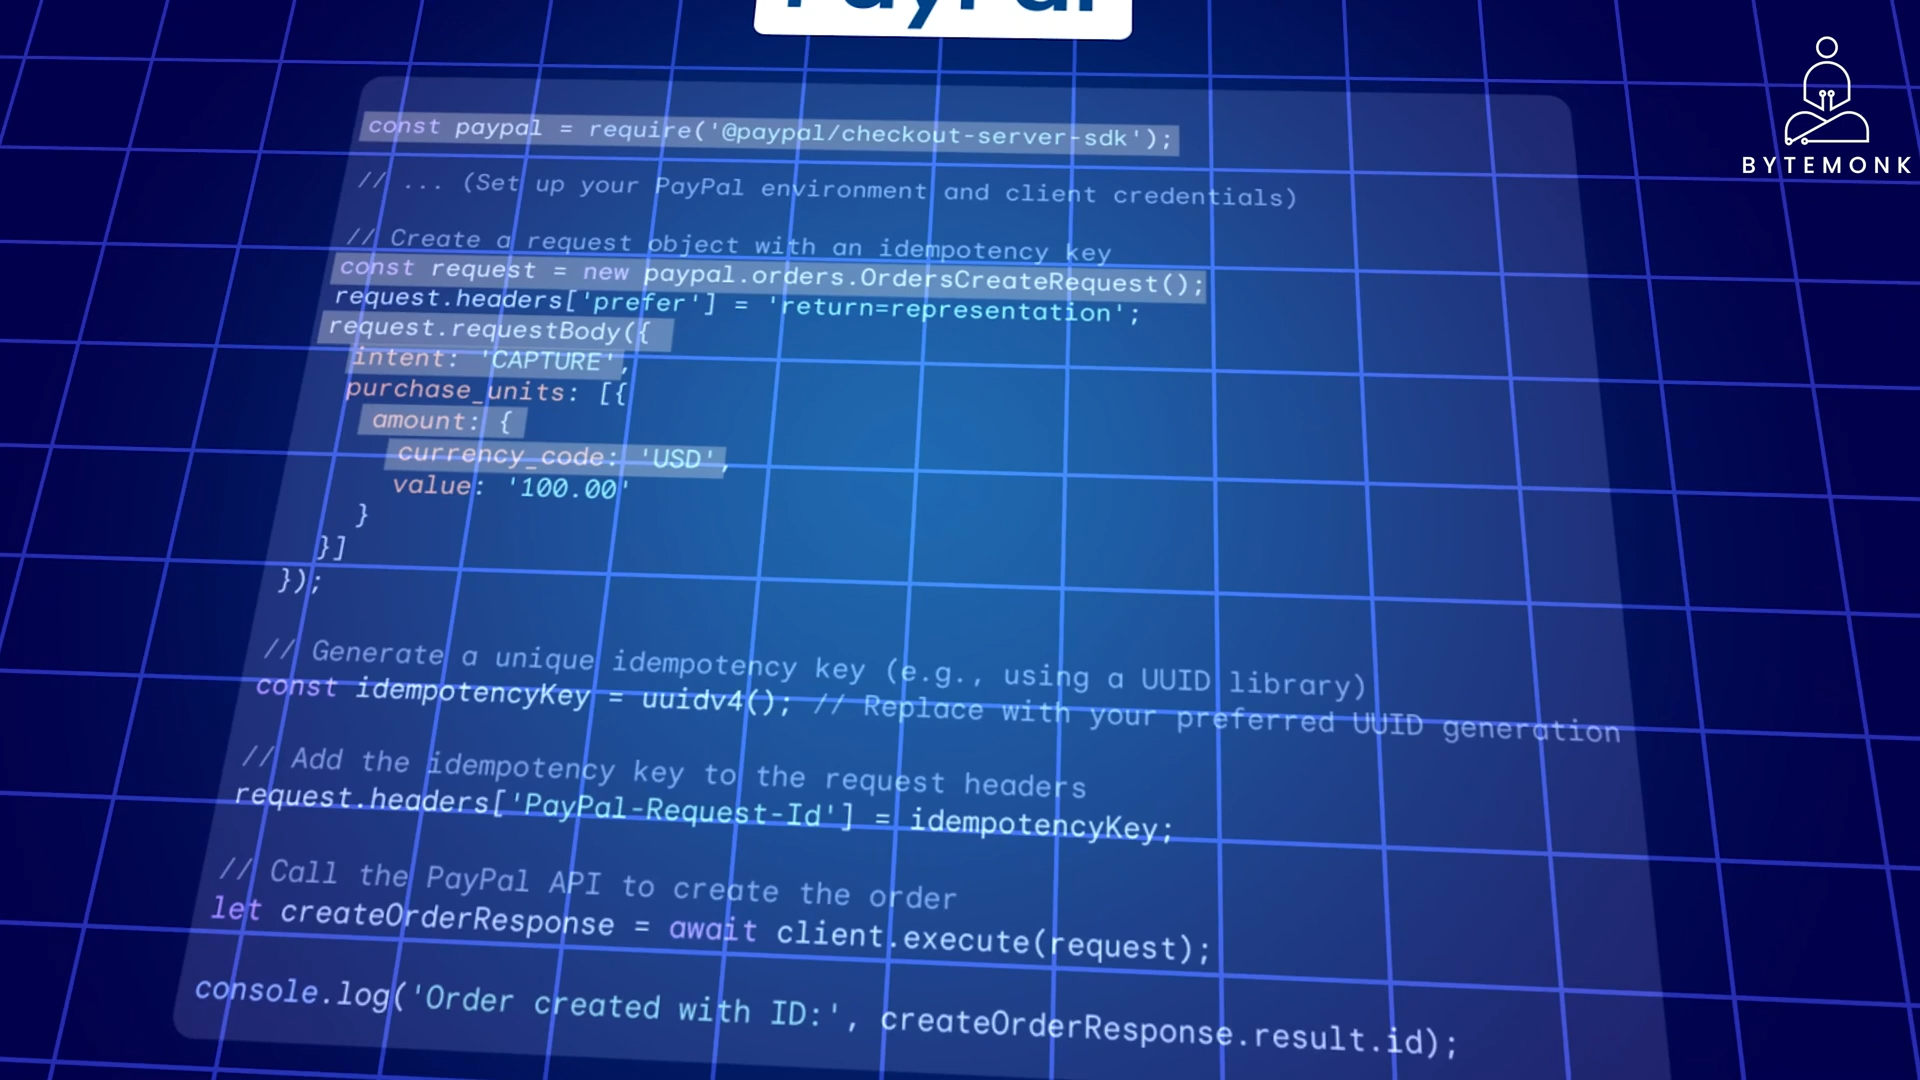 PayPal
BYTEMONK
const paypal = require('@paypal/checkout-server-sdk');
// ... (Set up your PayPal environment and client credentials)
// Create a request object with an idempotency key
const request = new paypal.orders.OrdersCreateRequest();
request.headers['prefer'] = 'return=representation';
request.requestBody({
intent: 'CAPTURE',
purchase_units: [{
amount: {
currency_code: 'USD',
value: '100.00'
}
}]
});
// Generate a unique idempotency key (e.g., using a UUID library)
const idempotencyKey = uuidv4(); // Replace with your preferred UUID generation
// Add the idempotency key to the request headers
request.headers['PayPal-Request-Id'] = idempotencyKey;
// Call the PayPal API to create the order
let createOrderResponse = await client.execute(request);
console.log('Order created with ID:', createOrderResponse.result.id);